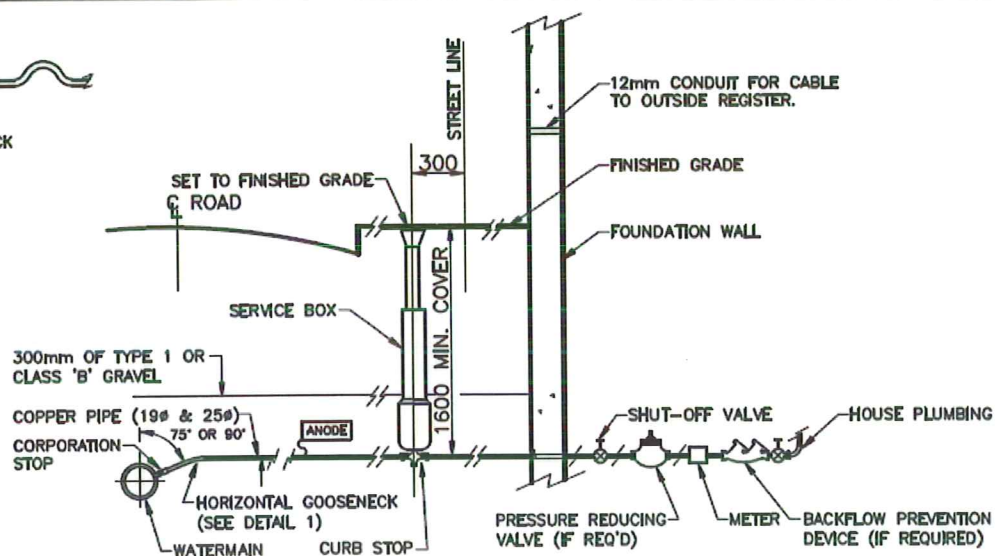 CK
STREET LINE
12mm CONDUIT FOR CABLE
TO OUTSIDE REGISTER.
300
SET TO FINISHED GRADE
℄ ROAD
FINISHED GRADE
FOUNDATION WALL
SERVICE BOX
1600 MIN. COVER
300mm OF TYPE 1 OR
CLASS 'B' GRAVEL
COPPER PIPE (19ø & 25ø)
75° OR 90°
ANODE
CORPORATION
STOP
SHUT-OFF VALVE
HOUSE PLUMBING
HORIZONTAL GOOSENECK
(SEE DETAIL 1)
WATERMAIN
CURB STOP
PRESSURE REDUCING
VALVE (IF REQ'D)
METER
BACKFLOW PREVENTION
DEVICE (IF REQUIRED)